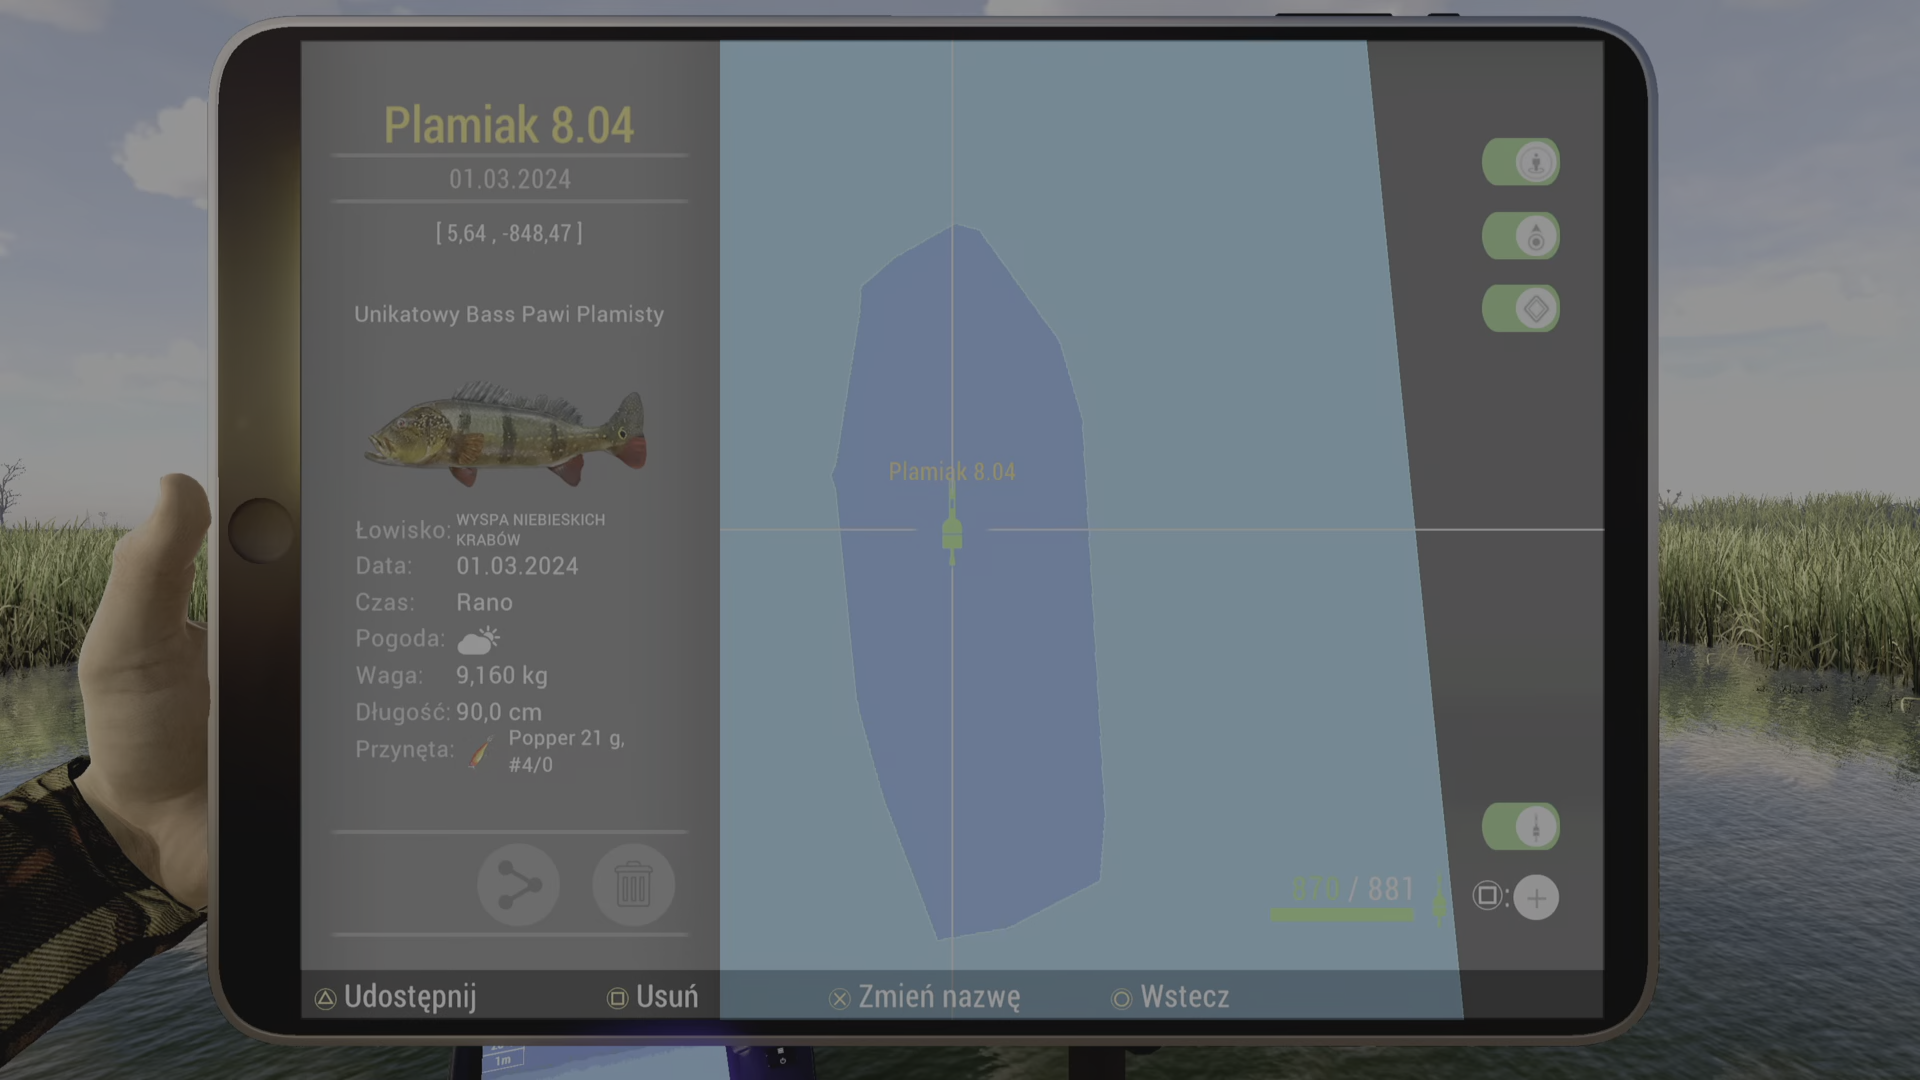 Plamiak 8.04
01.03.2024
[ 5,64 , -848,47 ]
Unikatowy Bass Pawi Plamisty
Łowisko: WYSPA NIEBIESKICH
KRABÓW
Data: 01.03.2024
Czas: Rano
Pogoda:
Waga: 9,160 kg
Długość: 90,0 cm
Przynęta: Popper 21 g,
#4/0
Plamiak 8.04
870 / 881
Udostępnij
Usuń
Zmień nazwę
Wstecz
1m